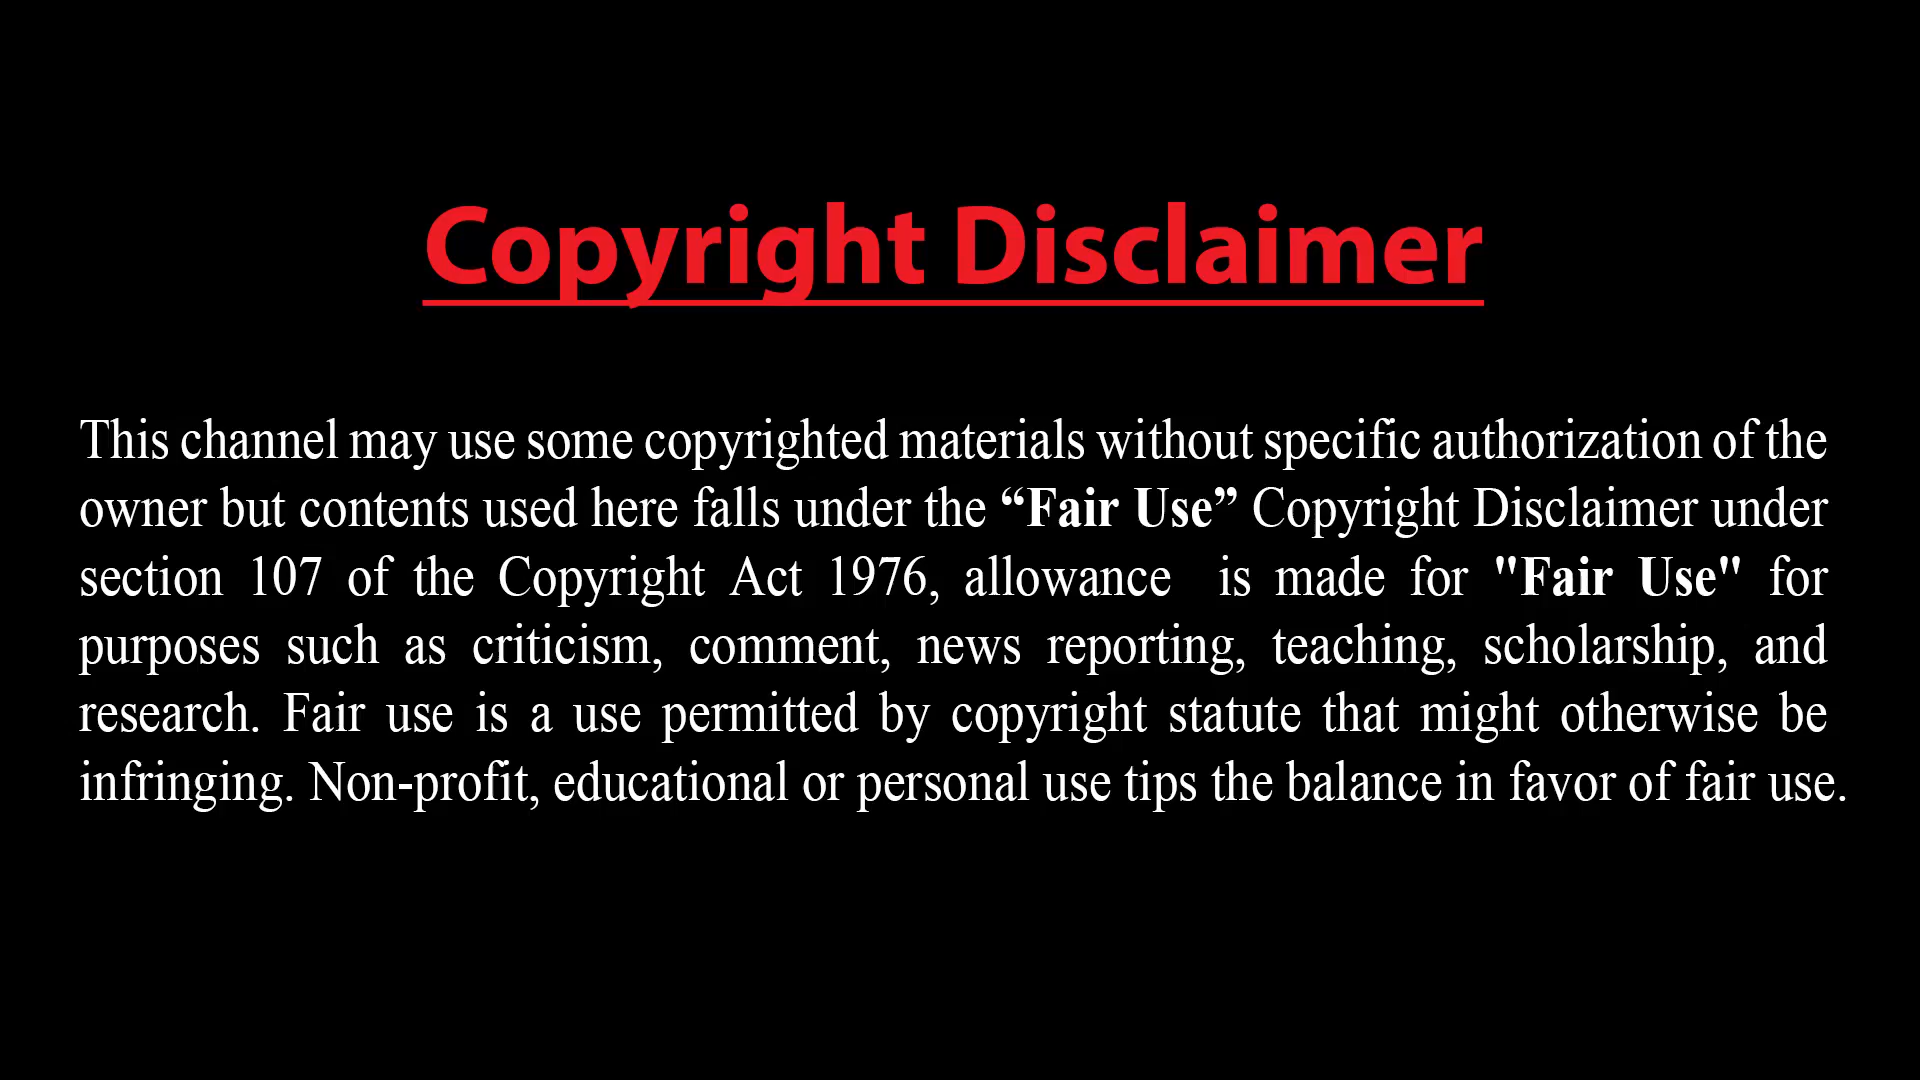 Copyright Disclaimer
This channel may use some copyrighted materials without specific authorization of the
owner but contents used here falls under the “Fair Use” Copyright Disclaimer under
section 107 of the Copyright Act 1976, allowance  is made for "Fair Use" for
purposes such as criticism, comment, news reporting, teaching, scholarship, and
research. Fair use is a use permitted by copyright statute that might otherwise be
infringing. Non-profit, educational or personal use tips the balance in favor of fair use.